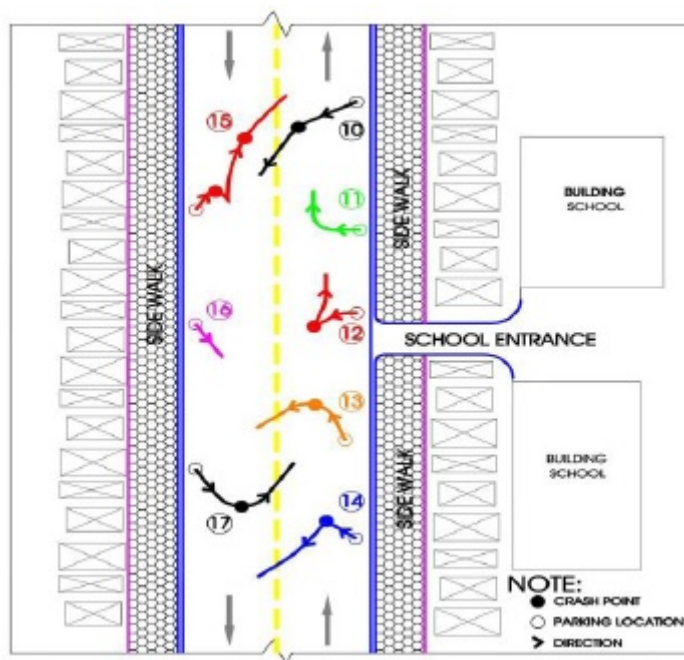 15
10
11
BUILDING
SCHOOL
SIDE WALK
SIDE WALK
16
12
SCHOOL ENTRANCE
13
BUILDING
SCHOOL
SIDE WALK
14
17
NOTE:
CRASH POINT
PARKING LOCATION
DIRECTION